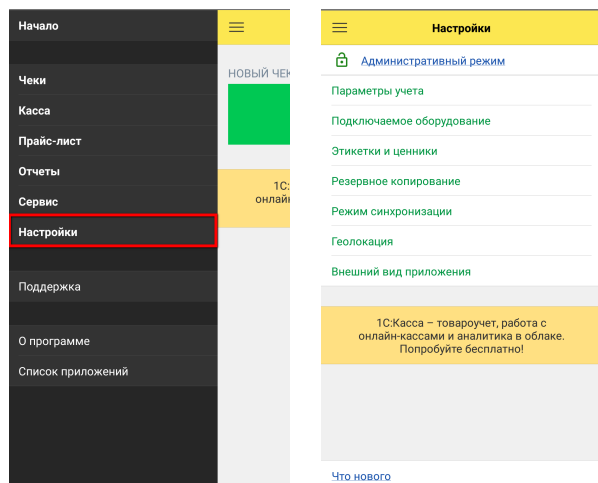 Начало
Чеки
Касса
Прайс-лист
Отчеты
Сервис
Настройки
Поддержка
О программе
Список приложений
НОВЫЙ ЧЕК
1С:
онлайн
Настройки
Административный режим
Параметры учета
Подключаемое оборудование
Этикетки и ценники
Резервное копирование
Режим синхронизации
Геолокация
Внешний вид приложения
1С:Касса – товароучет, работа с
онлайн-кассами и аналитика в облаке.
Попробуйте бесплатно!
Что нового